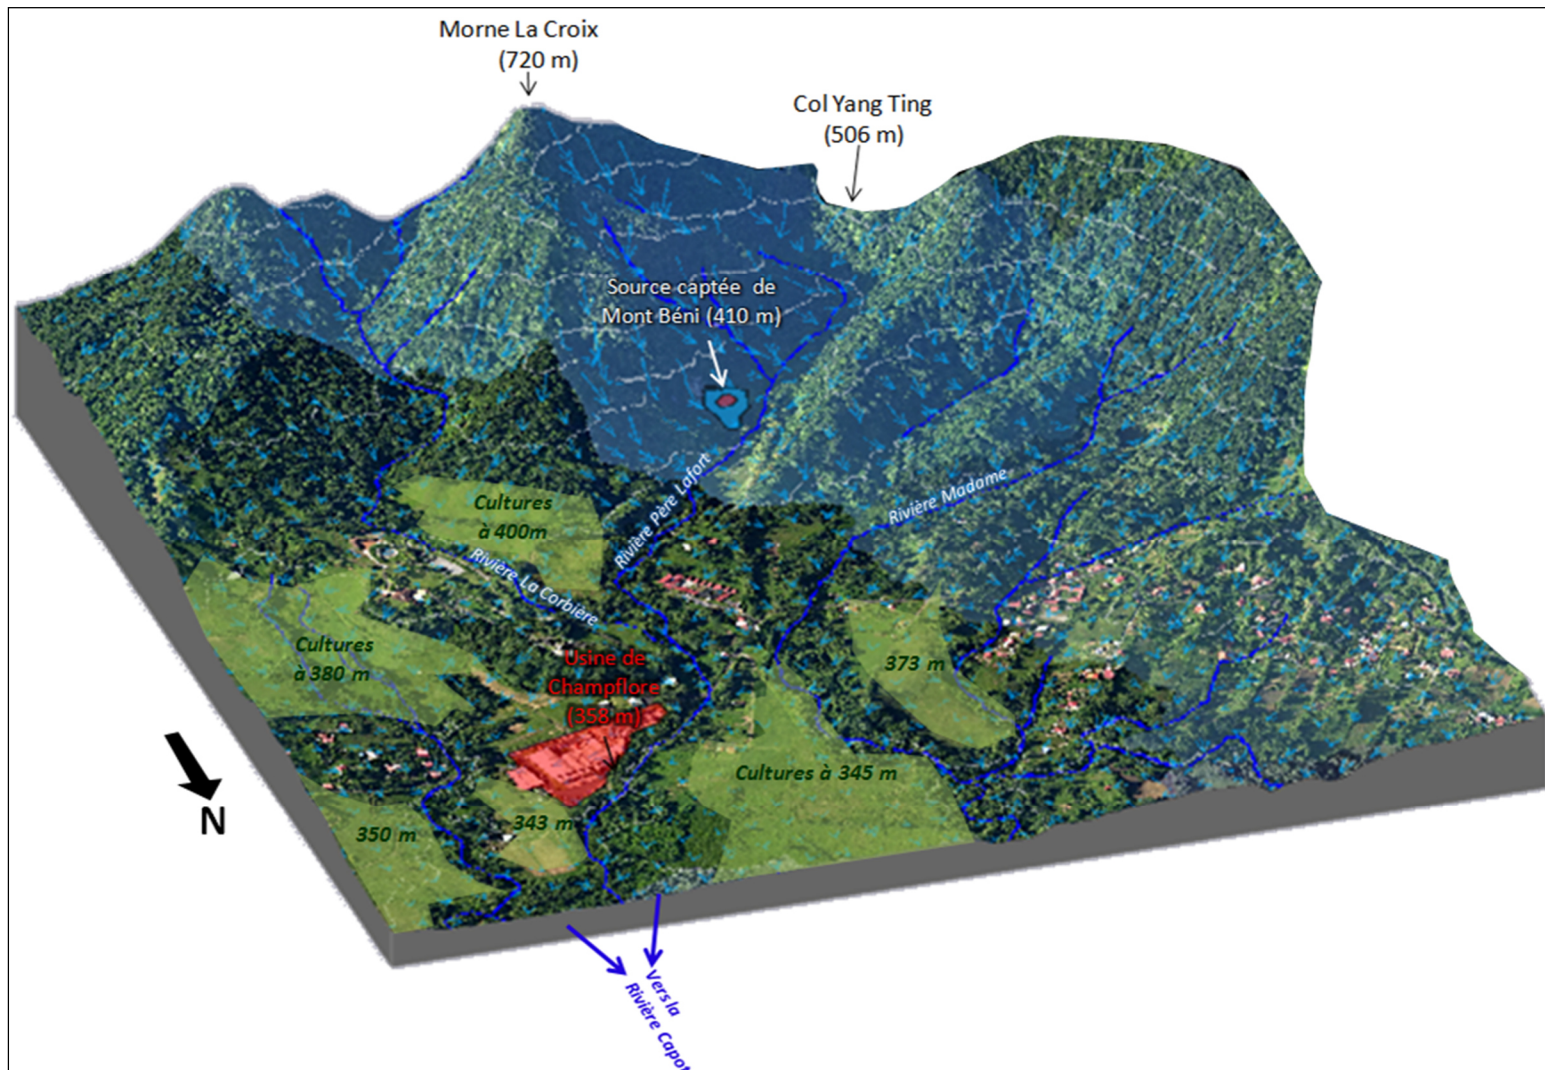 Morne La Croix
(720 m)
Col Yang Ting
(506 m)
Source captée de
Mont Béni (410 m)
Rivière Père Lafort
Rivière Madame
Cultures
à 400m
Rivière La Corbière
Cultures
à 380 m
Usine de
Champflore
(358 m)
373 m
Cultures à 345 m
350 m
343 m
N
Vers la
Rivière Capot